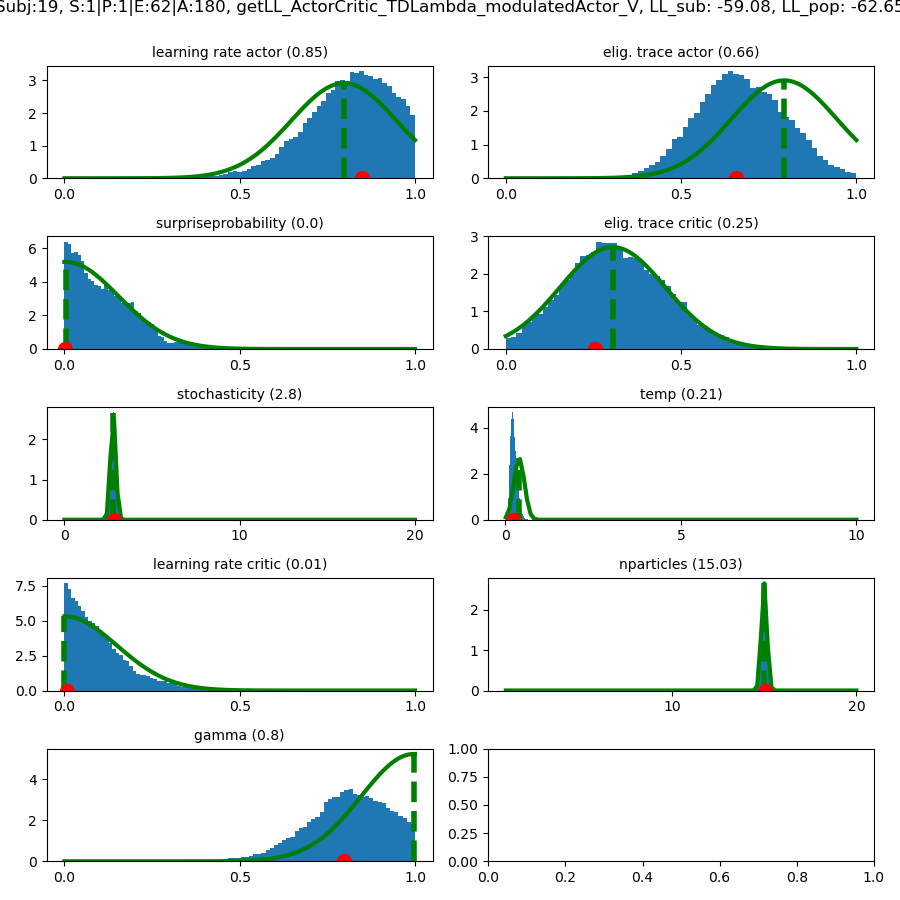 Subj:19, S:1|P:1|E:62|A:180, getLL_ActorCritic_TDLambda_modulatedActor_V, LL_sub: -59.08, LL_pop: -62.65
learning rate actor (0.85) elig. trace actor (0.66)
3 3
2 2
1 1
0 0
0.0 0.5 1.0 0.0 0.5 1.0
surpriseprobability (0.0) elig. trace critic (0.25)
6 3
4 2
2 1
0 0
0.0 0.5 1.0 0.0 0.5 1.0
stochasticity (2.8) temp (0.21)
2 4
1 2
0 0
0 10 20 0 5 10
learning rate critic (0.01) nparticles (15.03)
7.5
5.0 2
2.5 1
0.0 0
0.0 0.5 1.0 10 20
gamma (0.8)
1.00
4 0.75
2 0.50
0.25
0 0.00
0.0 0.5 1.0 0.0 0.2 0.4 0.6 0.8 1.0